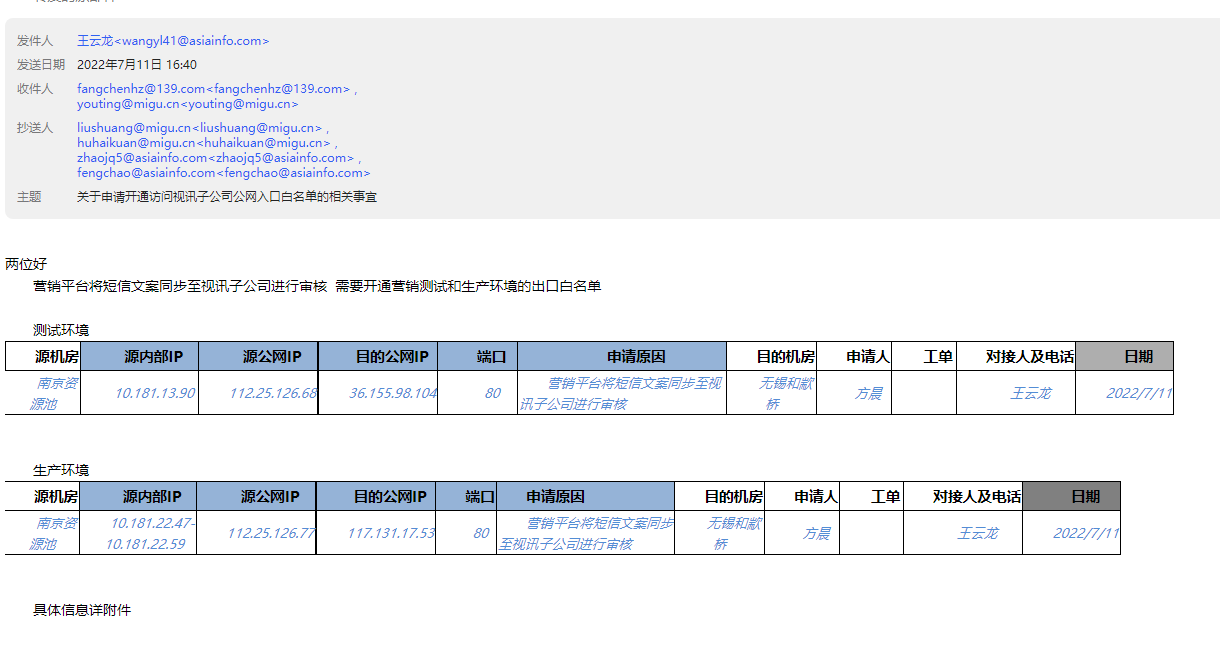 发件人 王云龙<wangyl41@asiainfo.com>
发送日期 2022年7月11日 16:40
收件人 fangchenhz@139.com<fangchenhz@139.com> ,
youting@migu.cn<youting@migu.cn>
抄送人 liushuang@migu.cn<liushuang@migu.cn> ,
huhaikuan@migu.cn<huhaikuan@migu.cn> ,
zhaojq5@asiainfo.com<zhaojq5@asiainfo.com> ,
fengchao@asiainfo.com<fengchao@asiainfo.com>
主题 关于申请开通访问视讯子公司公网入口白名单的相关事宜
两位好
营销平台将短信文案同步至视讯子公司进行审核 需要开通营销测试和生产环境的出口白名单
测试环境
源机房 源内部IP 源公网IP 目的公网IP 端口 申请原因 目的机房 申请人 工单 对接人及电话 日期
南京资 营销平台将短信文案同步至视 无锡和歊
10.181.13.90 112.25.126.68 36.155.98.104 80 方晨 王云龙 2022/7/11
源池 讯子公司进行审核 桥
生产环境
源机房 源内部IP 源公网IP 目的公网IP 端口 申请原因 目的机房 申请人 工单 对接人及电话 日期
南京资 10.181.22.47- 营销平台将短信文案同步 无锡和歊
112.25.126.77 117.131.17.53 80 方晨 王云龙 2022/7/11
源池 10.181.22.59 至视讯子公司进行审核 桥
具体信息详附件